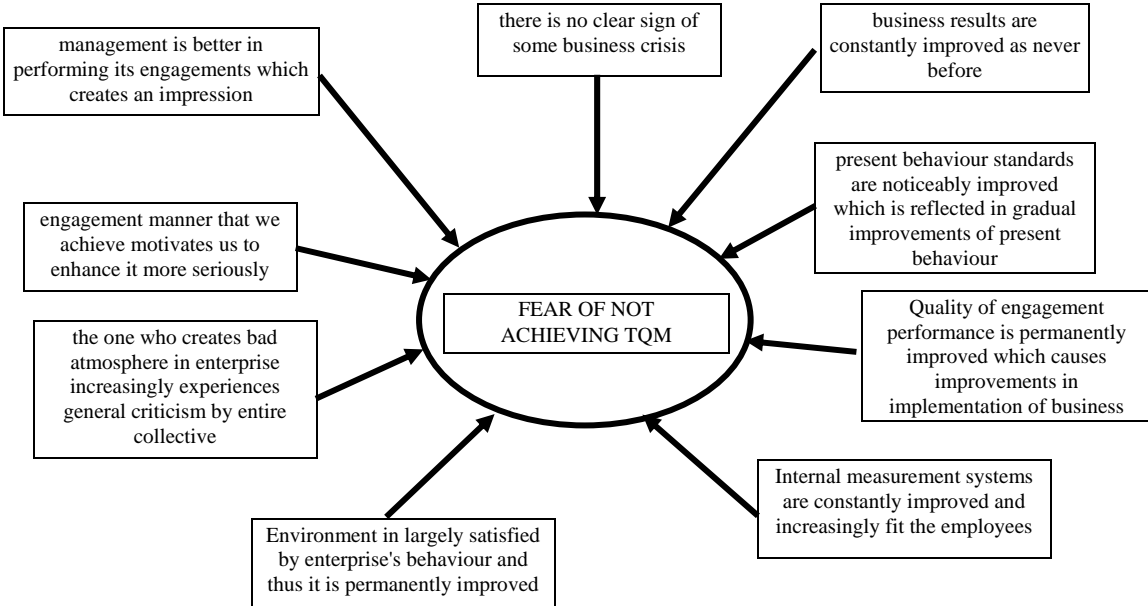 there is no clear sign of
some business crisis
business results are
constantly improved as never
before
management is better in
performing its engagements which
creates an impression
present behaviour standards
are noticeably improved
which is reflected in gradual
improvements of present
behaviour
engagement manner that we
achieve motivates us to
enhance it more seriously
FEAR OF NOT
ACHIEVING TQM
Quality of engagement
performance is permanently
improved which causes
improvements in
implementation of business
the one who creates bad
atmosphere in enterprise
increasingly experiences
general criticism by entire
collective
Internal measurement systems
are constantly improved and
increasingly fit the employees
Environment in largely satisfied
by enterprise's behaviour and
thus it is permanently improved